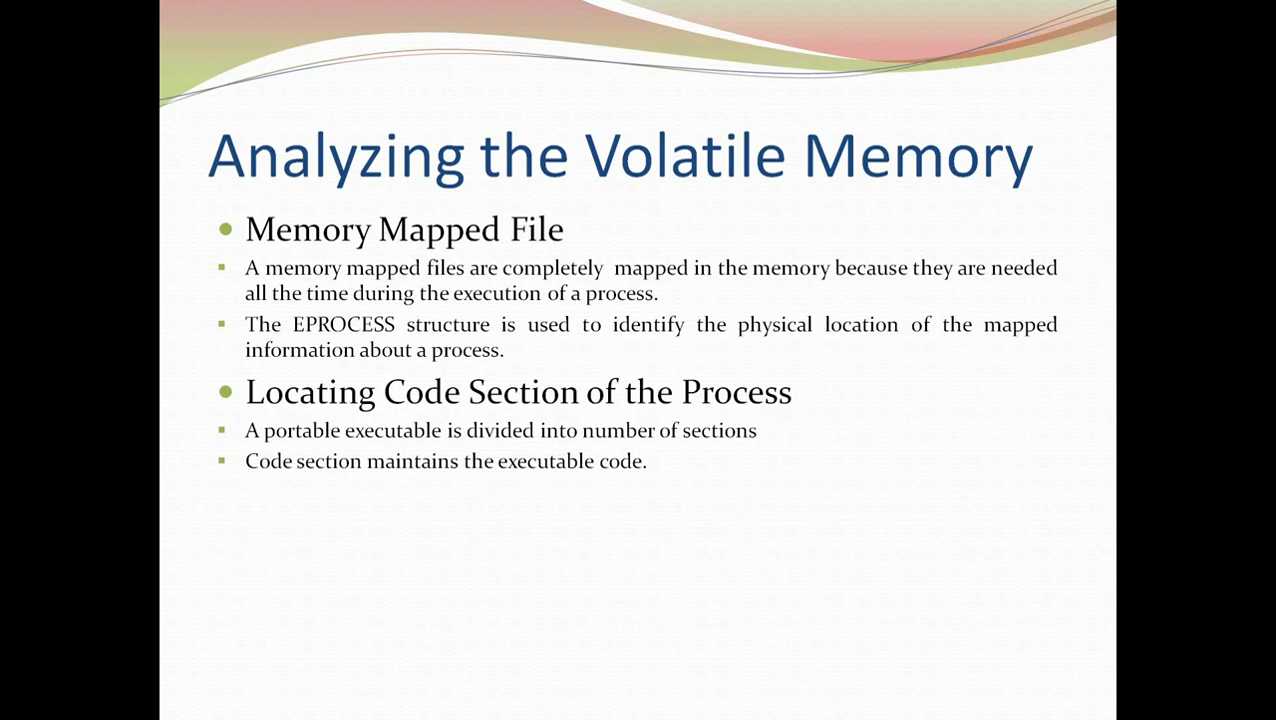 Analyzing the Volatile Memory
Memory Mapped File
A memory mapped files are completely mapped in the memory because they are needed
all the time during the execution of a process.
The EPROCESS structure is used to identify the physical location of the mapped
information about a process.
Locating Code Section of the Process
A portable executable is divided into number of sections
Code section maintains the executable code.